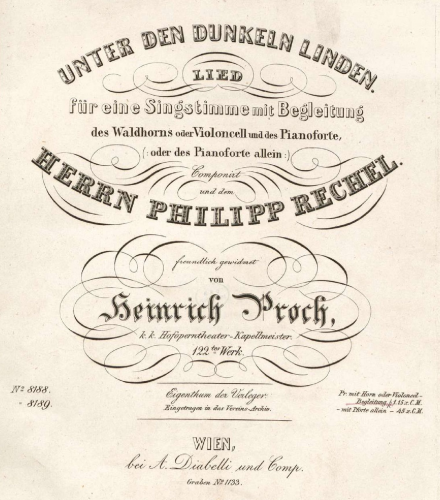 UNTER DEN DUNKELN LINDEN.
LIED
für eine Singstimme mit Begleitung
des Waldhorns oder Violoncell und des Pianoforte,
(: oder des Pianoforte allein :)
Componirt
und dem
HERRN PHILIPP RECHEL.
freundlich gewidmet
von
Heinrich Proch,
k. k. Hofoperntheater-Kapellmeister.
122tes Werk.
No 8188.
- 8189.
Eigenthum der Verleger.
Eingetragen in das Vereins-Archiv.
Pr. mit Horn oder Violoncell-
Begleitung f 1.15 x C.M.
- mit Pforte allein - 45 x C.M.
WIEN,
bei A. Diabelli und Comp.
Graben No 1133.